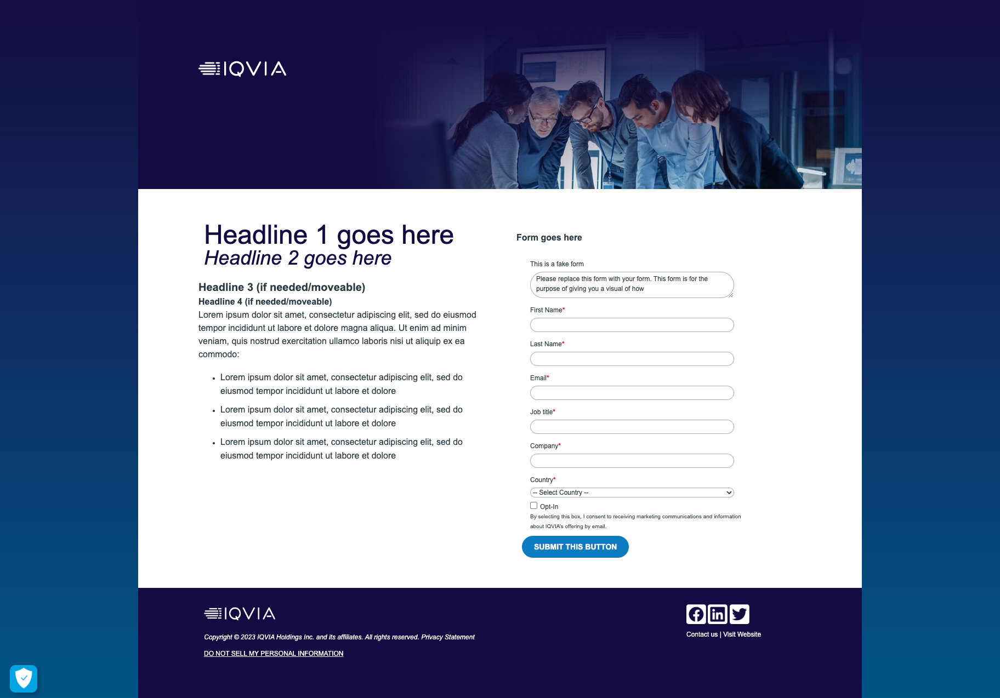 IQVIA
Headline 1 goes here
Headline 2 goes here
Headline 3 (if needed/moveable)
Headline 4 (if needed/moveable)
Lorem ipsum dolor sit amet, consectetur adipiscing elit, sed do eiusmod
tempor incididunt ut labore et dolore magna aliqua. Ut enim ad minim
veniam, quis nostrud exercitation ullamco laboris nisi ut aliquip ex ea
commodo:
• Lorem ipsum dolor sit amet, consectetur adipiscing elit, sed do
eiusmod tempor incididunt ut labore et dolore
• Lorem ipsum dolor sit amet, consectetur adipiscing elit, sed do
eiusmod tempor incididunt ut labore et dolore
• Lorem ipsum dolor sit amet, consectetur adipiscing elit, sed do
eiusmod tempor incididunt ut labore et dolore
Form goes here
This is a fake form
Please replace this form with your form. This form is for the
purpose of giving you a visual of how
First Name*
Last Name*
Email*
Job title*
Company*
Country*
-- Select Country --
Opt-In
By selecting this box, I consent to receiving marketing communications and information
about IQVIA's offering by email.
SUBMIT THIS BUTTON
IQVIA
Copyright © 2023 IQVIA Holdings Inc. and its affiliates. All rights reserved. Privacy Statement
DO NOT SELL MY PERSONAL INFORMATION
in
Contact us | Visit Website